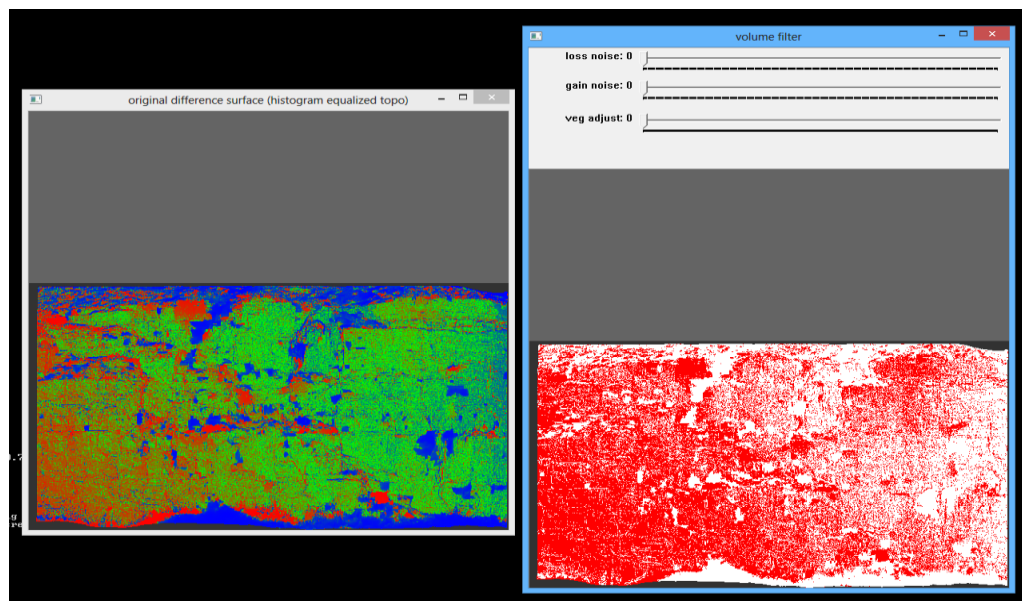 volume filter
loss noise: 0
gain noise: 0
veg adjust: 0
original difference surface (histogram equalized topo)